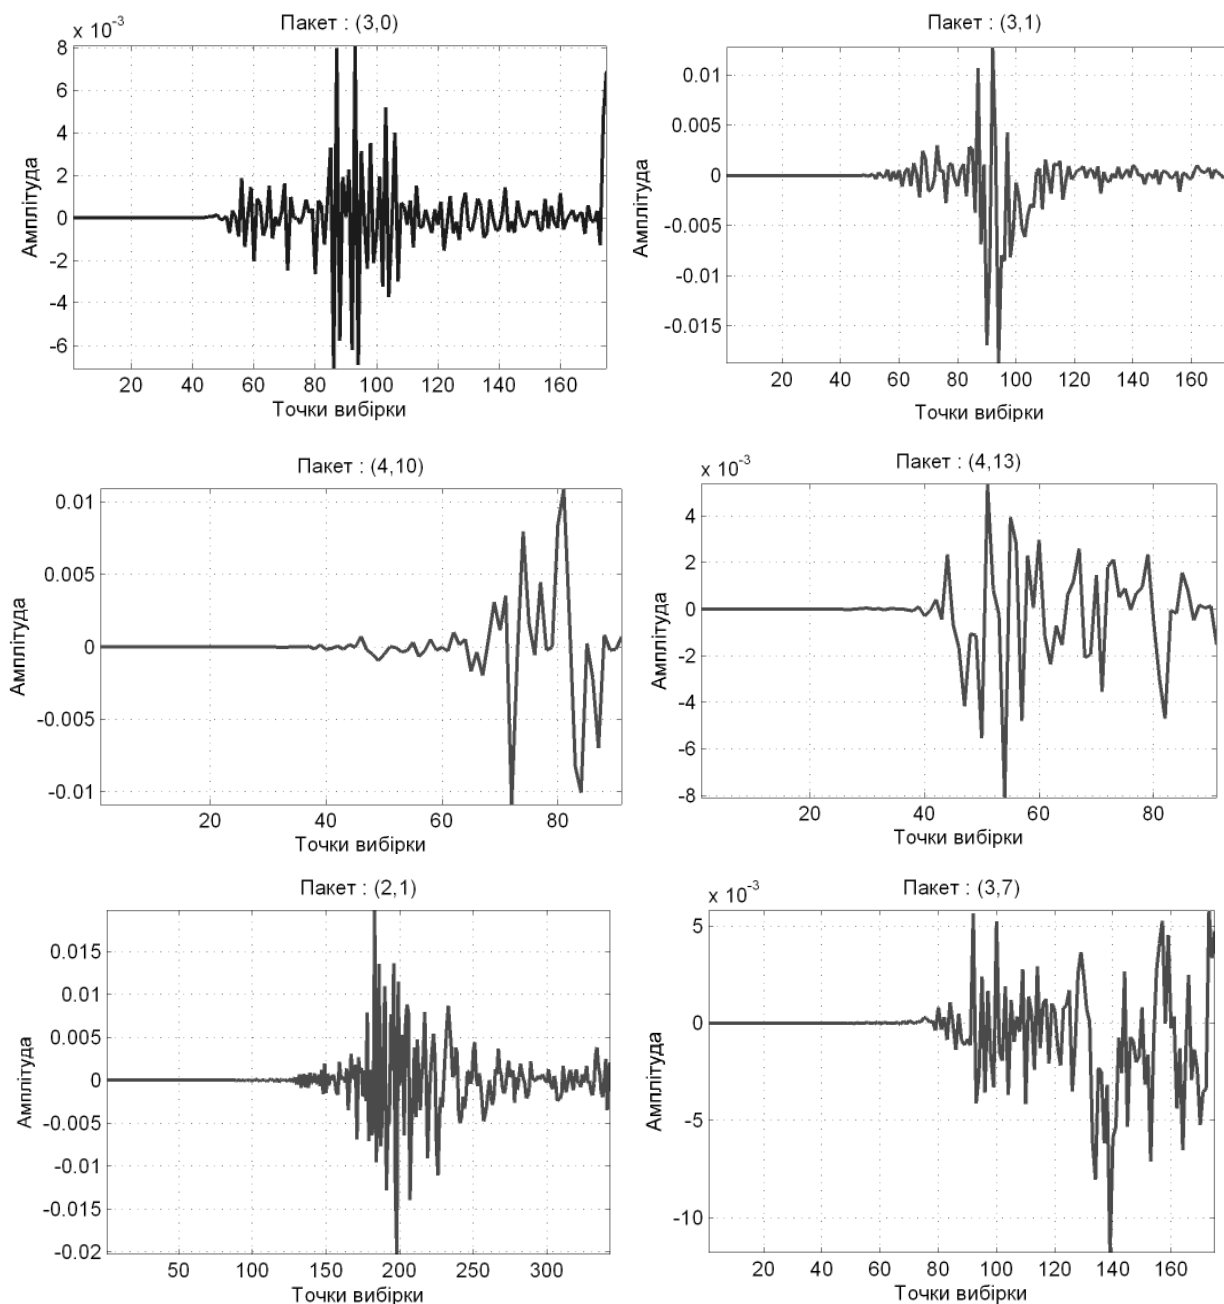 Пакет : (3,0)
x 10-3
8
6
4
2
0
-2
-4
-6
Амплітуда
20 40 60 80 100 120 140 160
Точки вибірки
Пакет : (3,1)
0.01
0.005
0
-0.005
-0.01
-0.015
Амплітуда
20 40 60 80 100 120 140 160
Точки вибірки
Пакет : (4,10)
0.01
0.005
0
-0.005
-0.01
Амплітуда
20 40 60 80
Точки вибірки
Пакет : (4,13)
x 10-3
4
2
0
-2
-4
-6
-8
Амплітуда
20 40 60 80
Точки вибірки
Пакет : (2,1)
0.015
0.01
0.005
0
-0.005
-0.01
-0.015
-0.02
Амплітуда
50 100 150 200 250 300
Точки вибірки
Пакет : (3,7)
x 10-3
5
0
-5
-10
Амплітуда
20 40 60 80 100 120 140 160
Точки вибірки